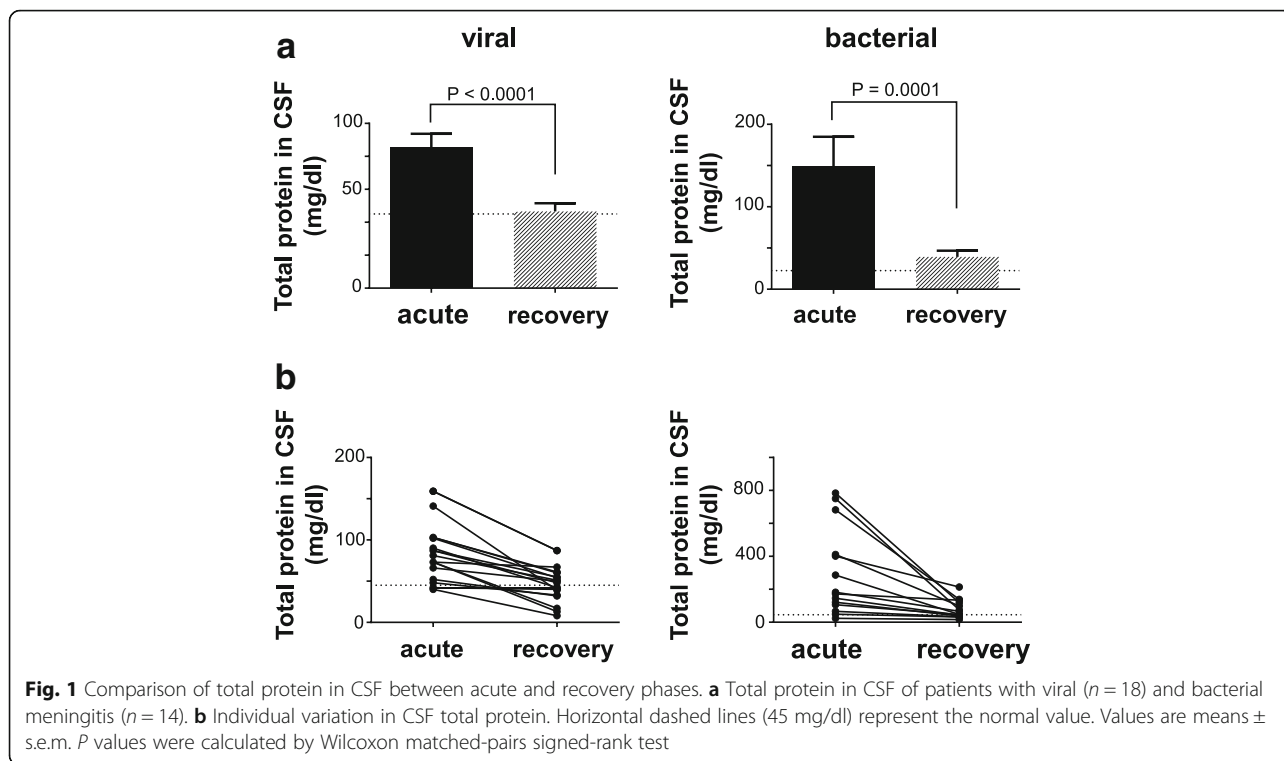 a
viral
bacterial
P < 0.0001
P = 0.0001
Total protein in CSF
(mg/dl)
100
50
0
acute
recovery
Total protein in CSF
(mg/dl)
200
100
0
acute
recovery
b
Total protein in CSF
(mg/dl)
200
100
0
acute
recovery
Total protein in CSF
(mg/dl)
800
400
0
acute
recovery
Fig. 1 Comparison of total protein in CSF between acute and recovery phases. a Total protein in CSF of patients with viral (n = 18) and bacterial
meningitis (n = 14). b Individual variation in CSF total protein. Horizontal dashed lines (45 mg/dl) represent the normal value. Values are means ±
s.e.m. P values were calculated by Wilcoxon matched-pairs signed-rank test